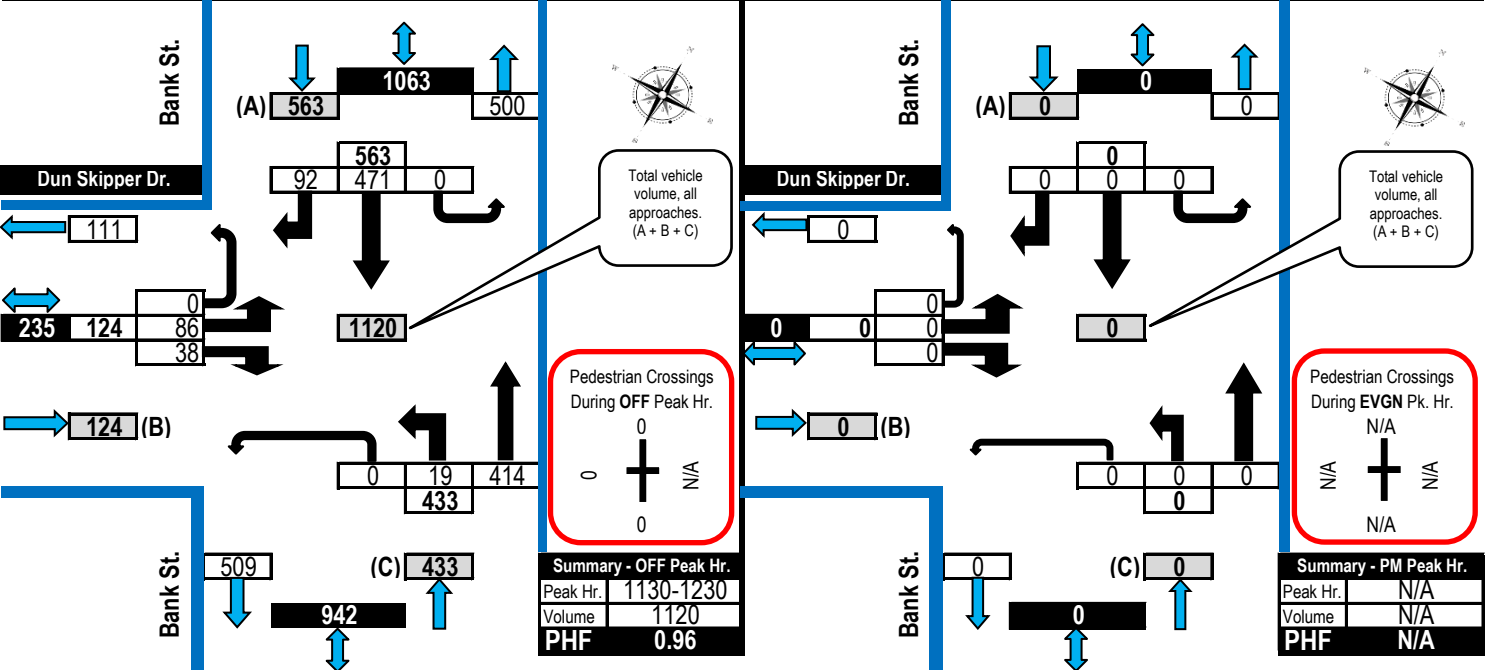 Bank St.
1063
(A) 563
500
563
92 471 0
Dun Skipper Dr.
111
Total vehicle
volume, all
approaches.
(A + B + C)
0
235 124 86
38
1120
124 (B)
0 19 414
433
Pedestrian Crossings
During OFF Peak Hr.
0
0
N/A
0
Bank St.
509
(C) 433
942
Summary - OFF Peak Hr.
Peak Hr. 1130-1230
Volume 1120
PHF 0.96
Bank St.
0
(A) 0
0
0
0 0 0
Dun Skipper Dr.
0
Total vehicle
volume, all
approaches.
(A + B + C)
0
0 0 0
0
0
0 (B)
0 0 0
0
Pedestrian Crossings
During EVGN Pk. Hr.
N/A
N/A
N/A
N/A
Bank St.
0
(C) 0
0
Summary - PM Peak Hr.
Peak Hr. N/A
Volume N/A
PHF N/A